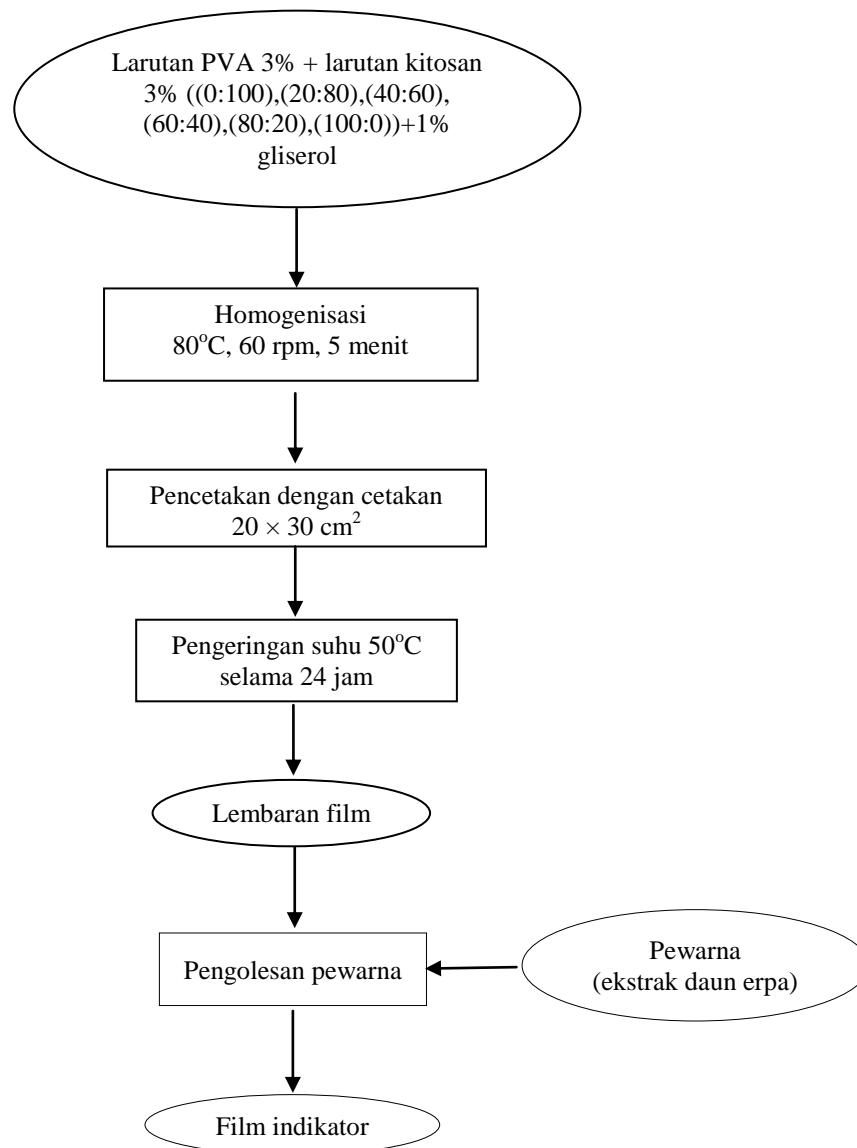 Larutan PVA 3% + larutan kitosan
3% ((0:100),(20:80),(40:60),
(60:40),(80:20),(100:0))+1%
gliserol
Homogenisasi
80°C, 60 rpm, 5 menit
Pencetakan dengan cetakan
20 × 30 cm²
Pengeringan suhu 50°C
selama 24 jam
Lembaran film
Pengolesan pewarna
Pewarna
(ekstrak daun erpa)
Film indikator